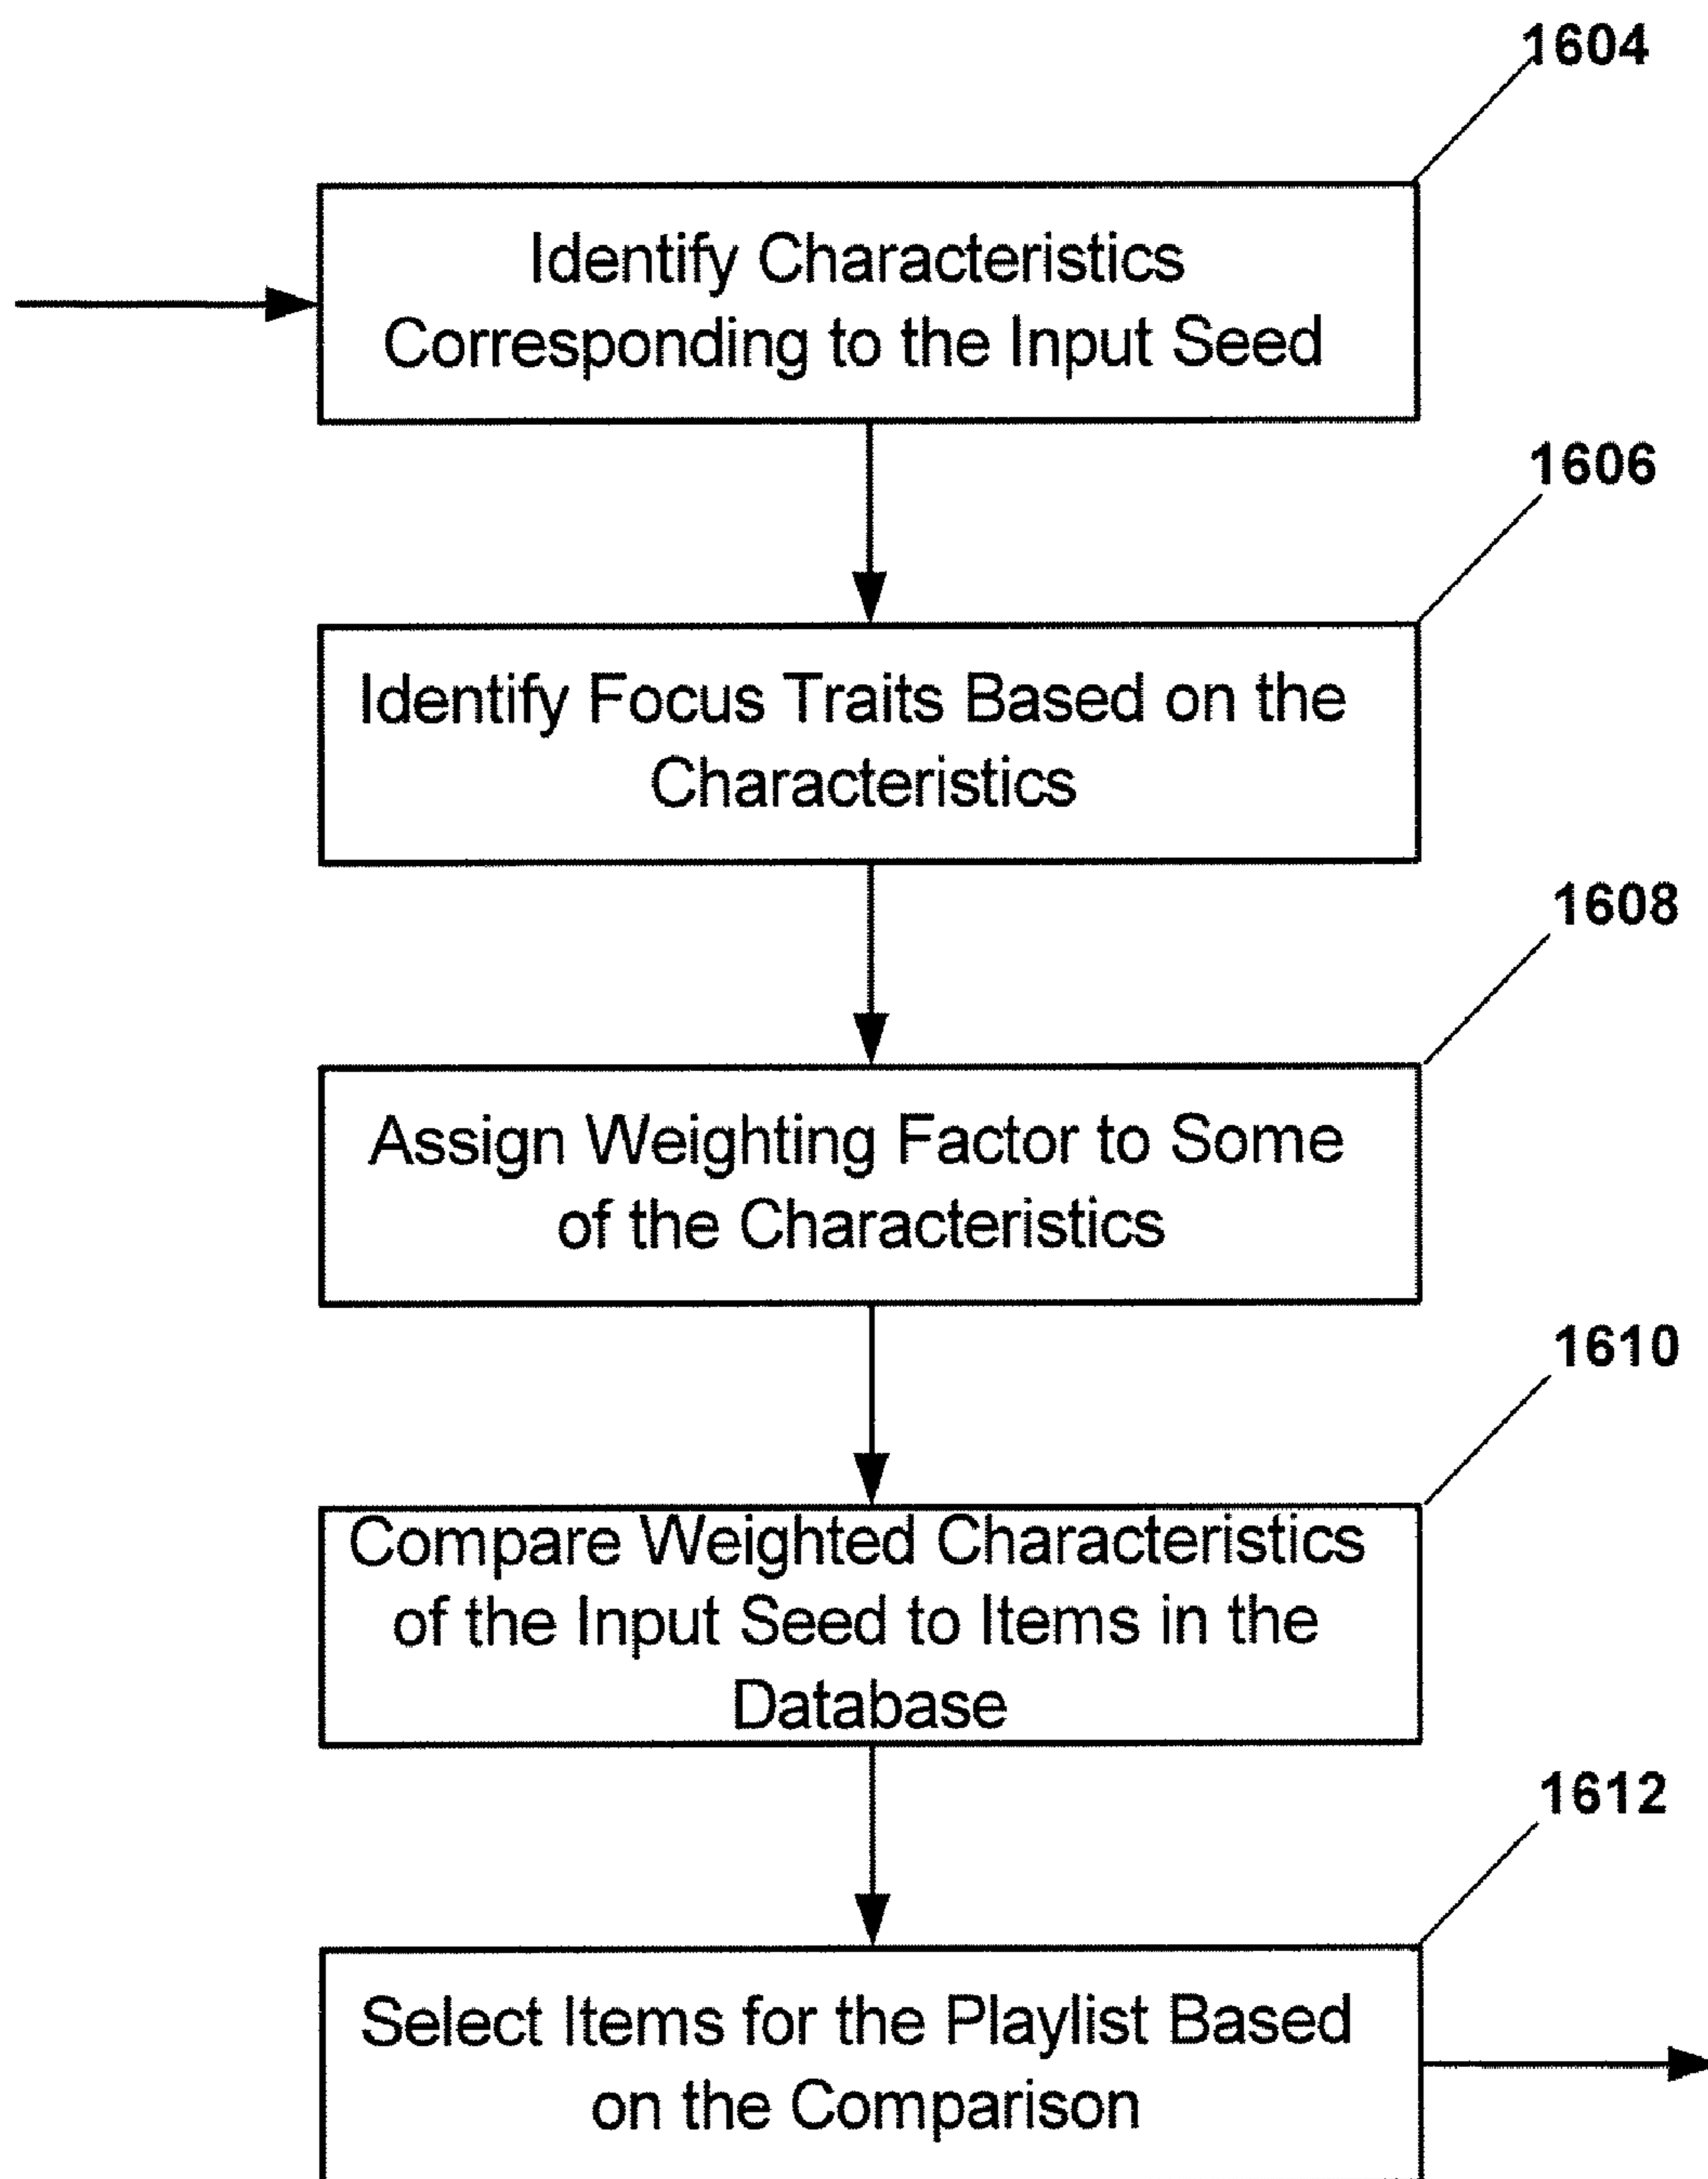 1604
Identify Characteristics
Corresponding to the Input Seed
1606
Identify Focus Traits Based on the
Characteristics
1608
Assign Weighting Factor to Some
of the Characteristics
1610
Compare Weighted Characteristics
of the Input Seed to Items in the
Database
1612
Select Items for the Playlist Based
on the Comparison